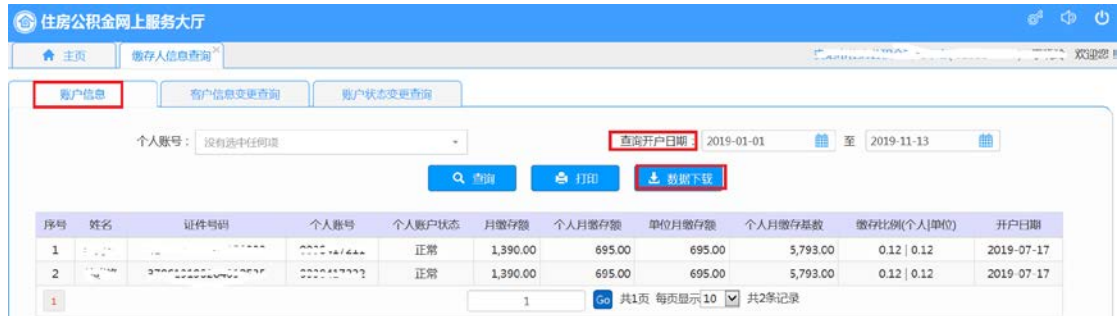 住房公积金网上服务大厅
主页 缴存人信息查询 欢迎您！
账户信息 客户信息变更查询 账户状态变更查询
个人账号： 没有选中任何项 查询开户日期： 2019-01-01 至 2019-11-13
查询 打印 数据下载
序号 姓名 证件号码 个人账号 个人账户状态 月缴存额 个人月缴存额 单位月缴存额 个人月缴存基数 缴存比例(个人|单位) 开户日期
1 正常 1,390.00 695.00 695.00 5,793.00 0.12 | 0.12 2019-07-17
2 正常 1,390.00 695.00 695.00 5,793.00 0.12 | 0.12 2019-07-17
1 1 Go 共1页 每页显示 10 共2条记录